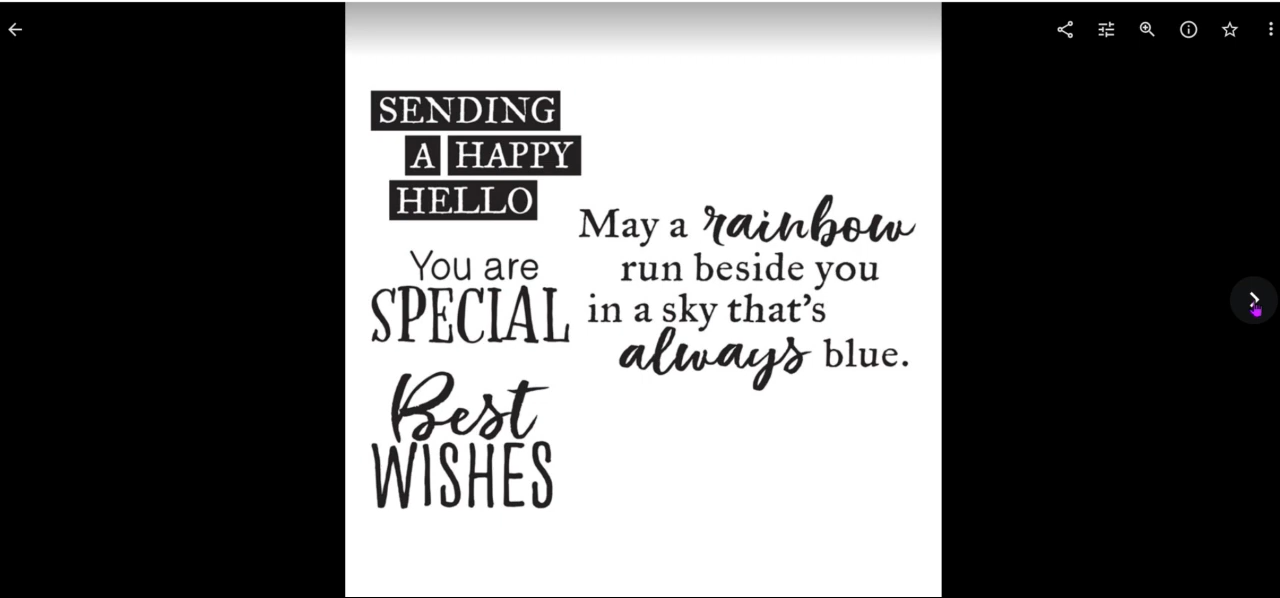 SENDING
A HAPPY
HELLO
You are
SPECIAL
Best
WISHES
May a rainbow
run beside you
in a sky that's
always blue.